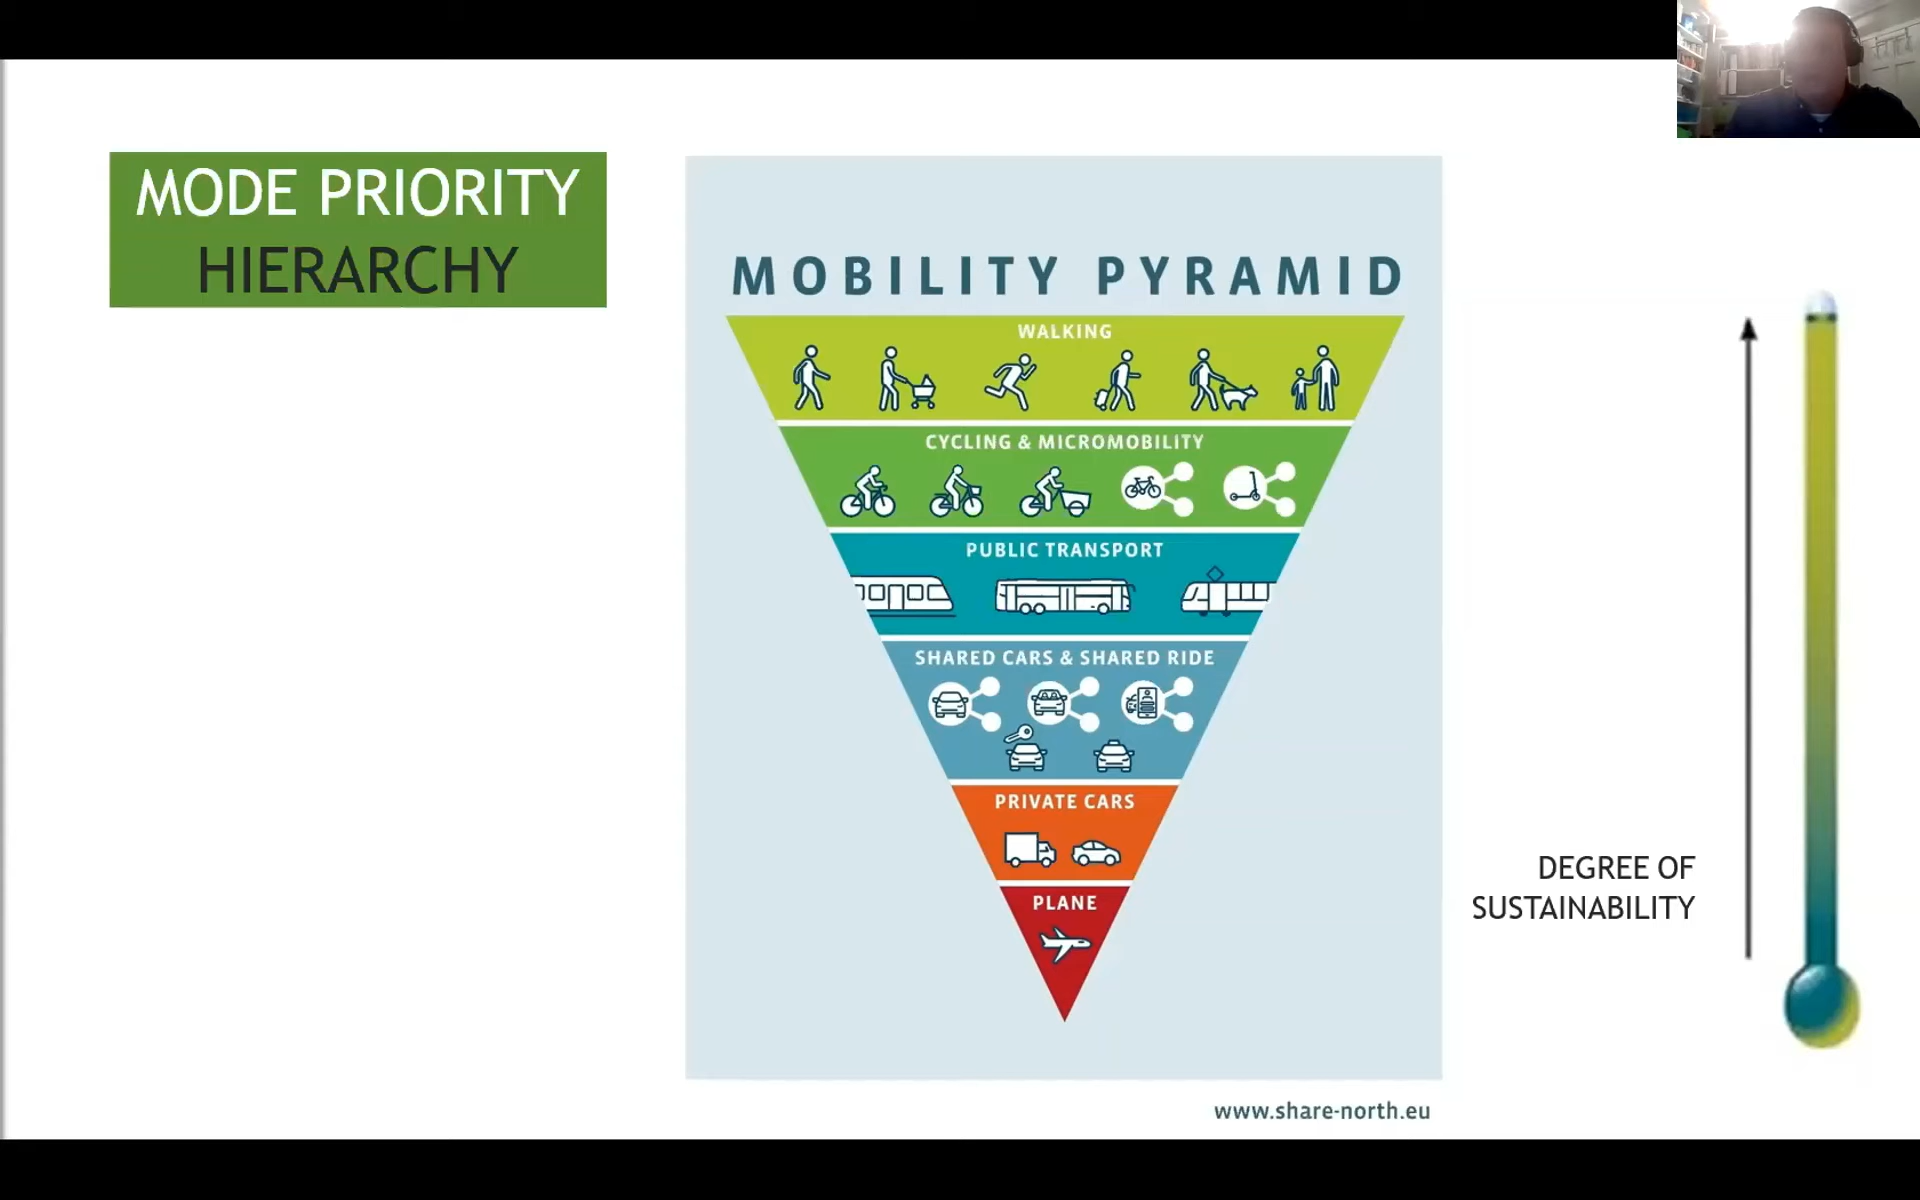 MODE PRIORITY
HIERARCHY
MOBILITY PYRAMID
WALKING
CYCLING & MICROMOBILITY
PUBLIC TRANSPORT
SHARED CARS & SHARED RIDE
PRIVATE CARS
PLANE
DEGREE OF
SUSTAINABILITY
www.share-north.eu